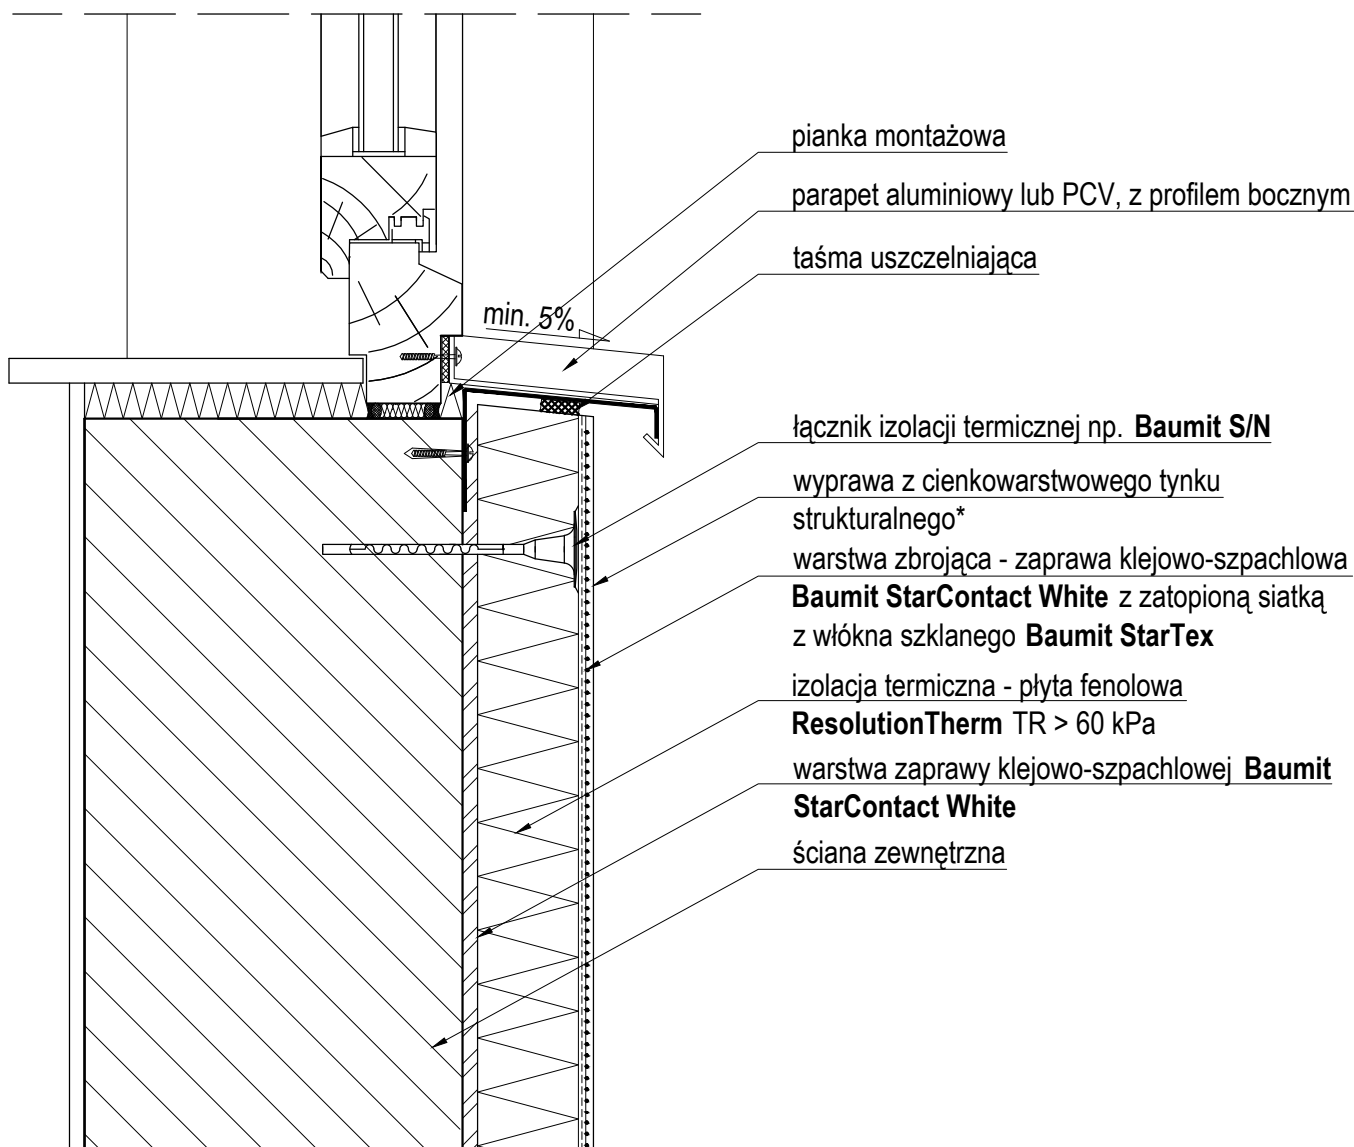 pianka montażowa
parapet aluminiowy lub PCV, z profilem bocznym
taśma uszczelniająca
min. 5%
łącznik izolacji termicznej np. Baumit S/N
wyprawa z cienkowarstwowego tynku
strukturalnego*
warstwa zbrojąca - zaprawa klejowo-szpachlowa
Baumit StarContact White z zatopioną siatką
z włókna szklanego Baumit StarTex
izolacja termiczna - płyta fenolowa
ResolutionTherm TR > 60 kPa
warstwa zaprawy klejowo-szpachlowej Baumit
StarContact White
ściana zewnętrzna